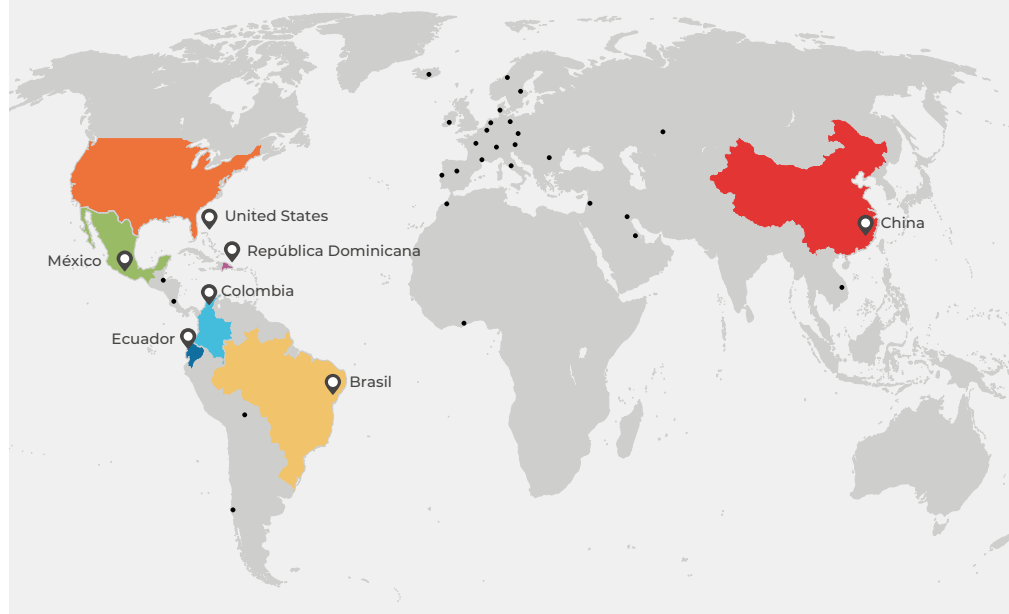 United States
República Dominicana
México
China
Colombia
Ecuador
Brasil